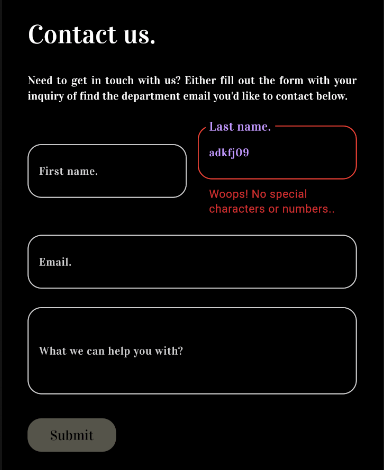 Contact us.
Need to get in touch with us? Either fill out the form with your
inquiry of find the department email you'd like to contact below.
First name.
Last name.
adkfj09
Woops! No special
characters or numbers..
Email.
What we can help you with?
Submit